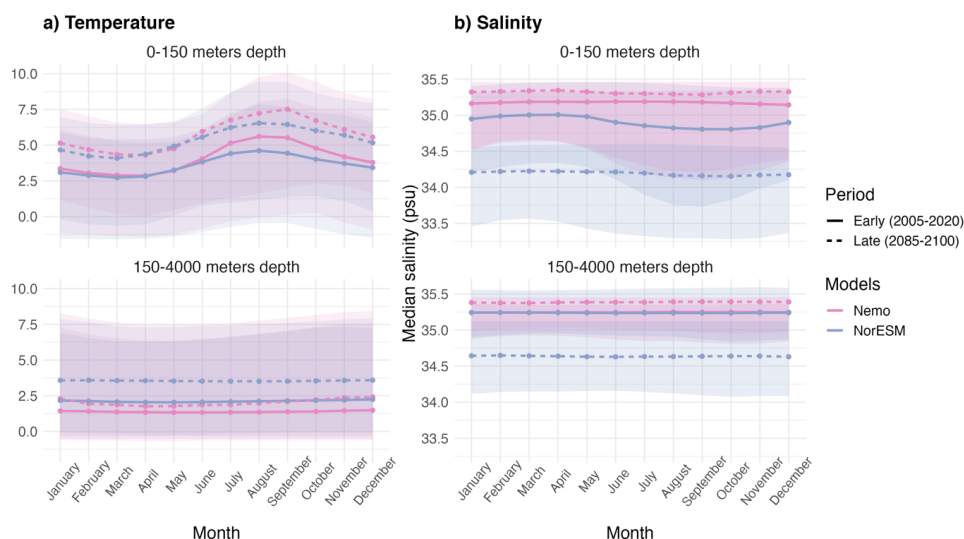 a) Temperature
0-150 meters depth
10.0
7.5
5.0
2.5
0.0
150-4000 meters depth
10.0
7.5
5.0
2.5
0.0
January
February
March
April
May
June
July
August
September
October
November
December
Month
b) Salinity
0-150 meters depth
Median salinity (psu)
35.5
35.0
34.5
34.0
33.5
150-4000 meters depth
35.5
35.0
34.5
34.0
33.5
January
February
March
April
May
June
July
August
September
October
November
December
Month
Period
Early (2005-2020)
Late (2085-2100)
Models
Nemo
NorESM